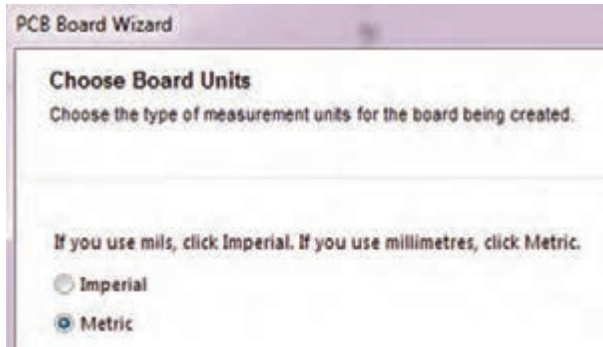 PCB Board Wizard
Choose Board Units
Choose the type of measurement units for the board being created.
If you use mils, click Imperial. If you use millimetres, click Metric.
Imperial
Metric